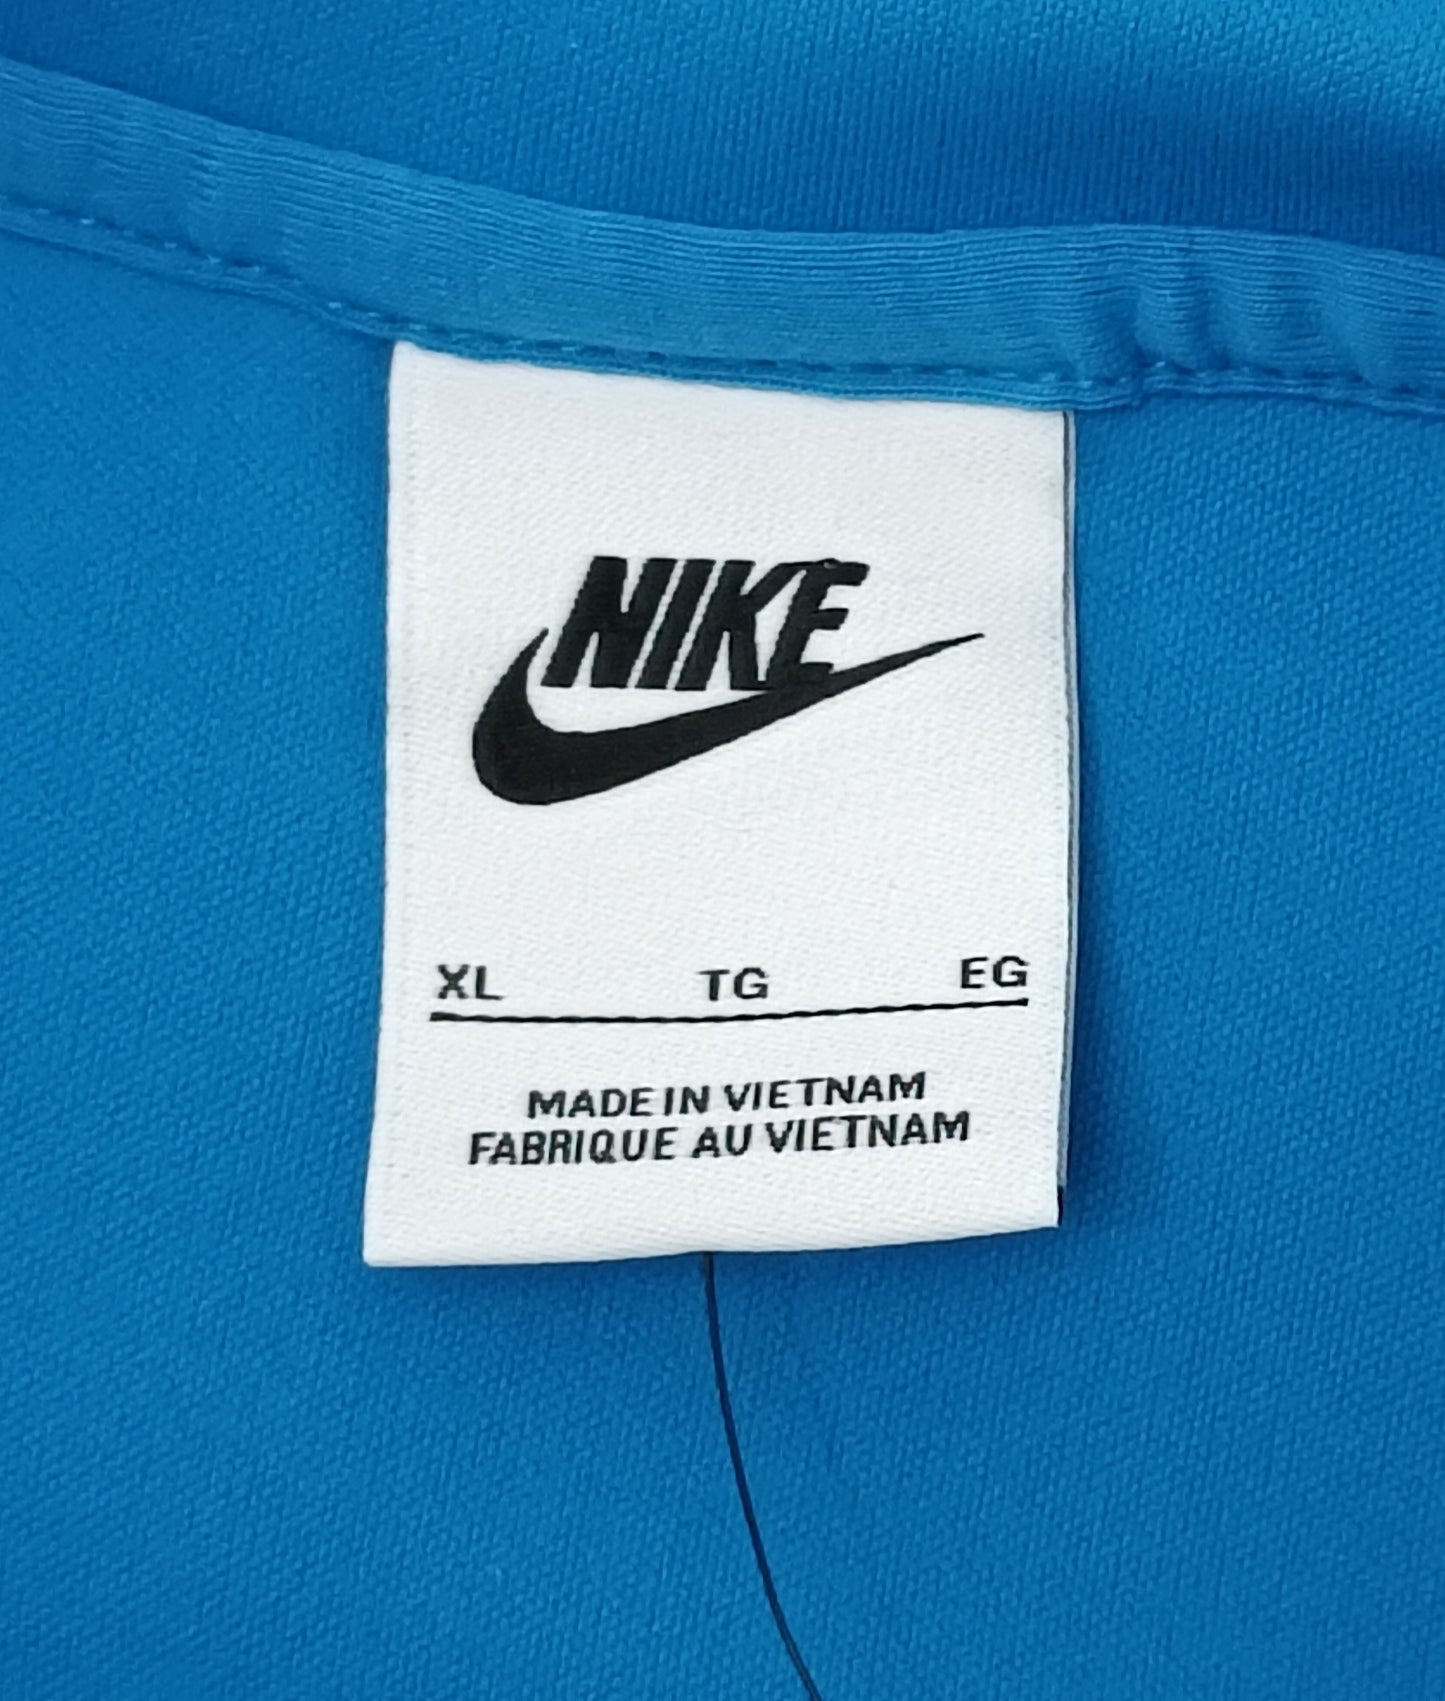 NIKE
XL TG EG
MADE IN VIETNAM
FABRIQUE AU VIETNAM